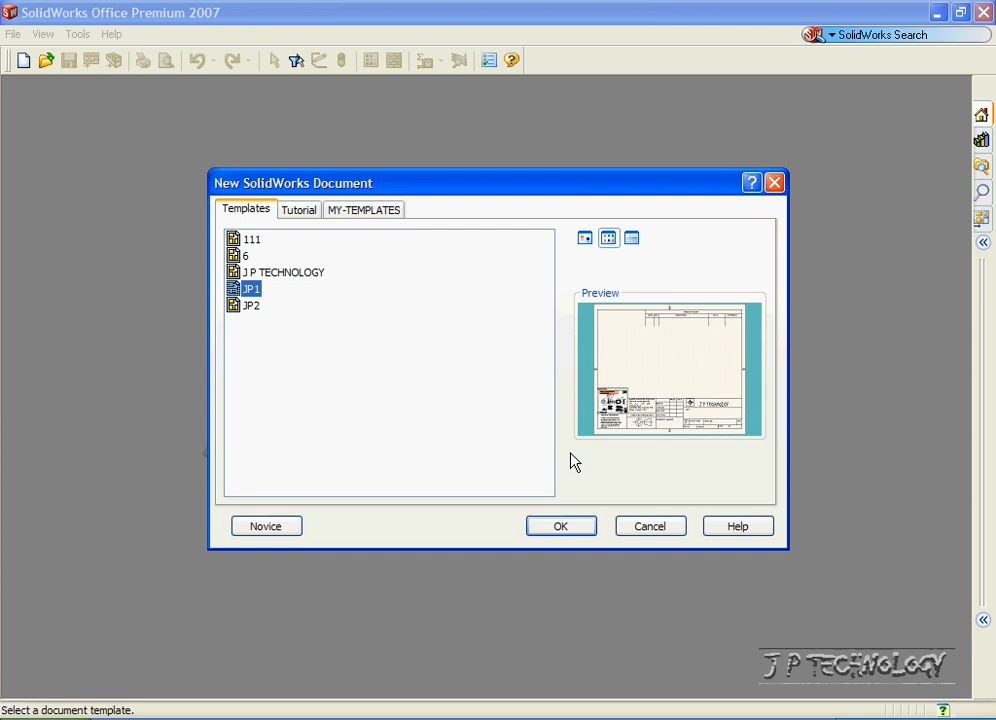 SolidWorks Office Premium 2007
File View Tools Help
SolidWorks Search
New SolidWorks Document
Templates Tutorial MY-TEMPLATES
111
6
J P TECHNOLOGY
JP1
JP2
Preview
J P TECHNOLOGY
Novice OK Cancel Help
J P TECHNOLOGY
Select a document template.